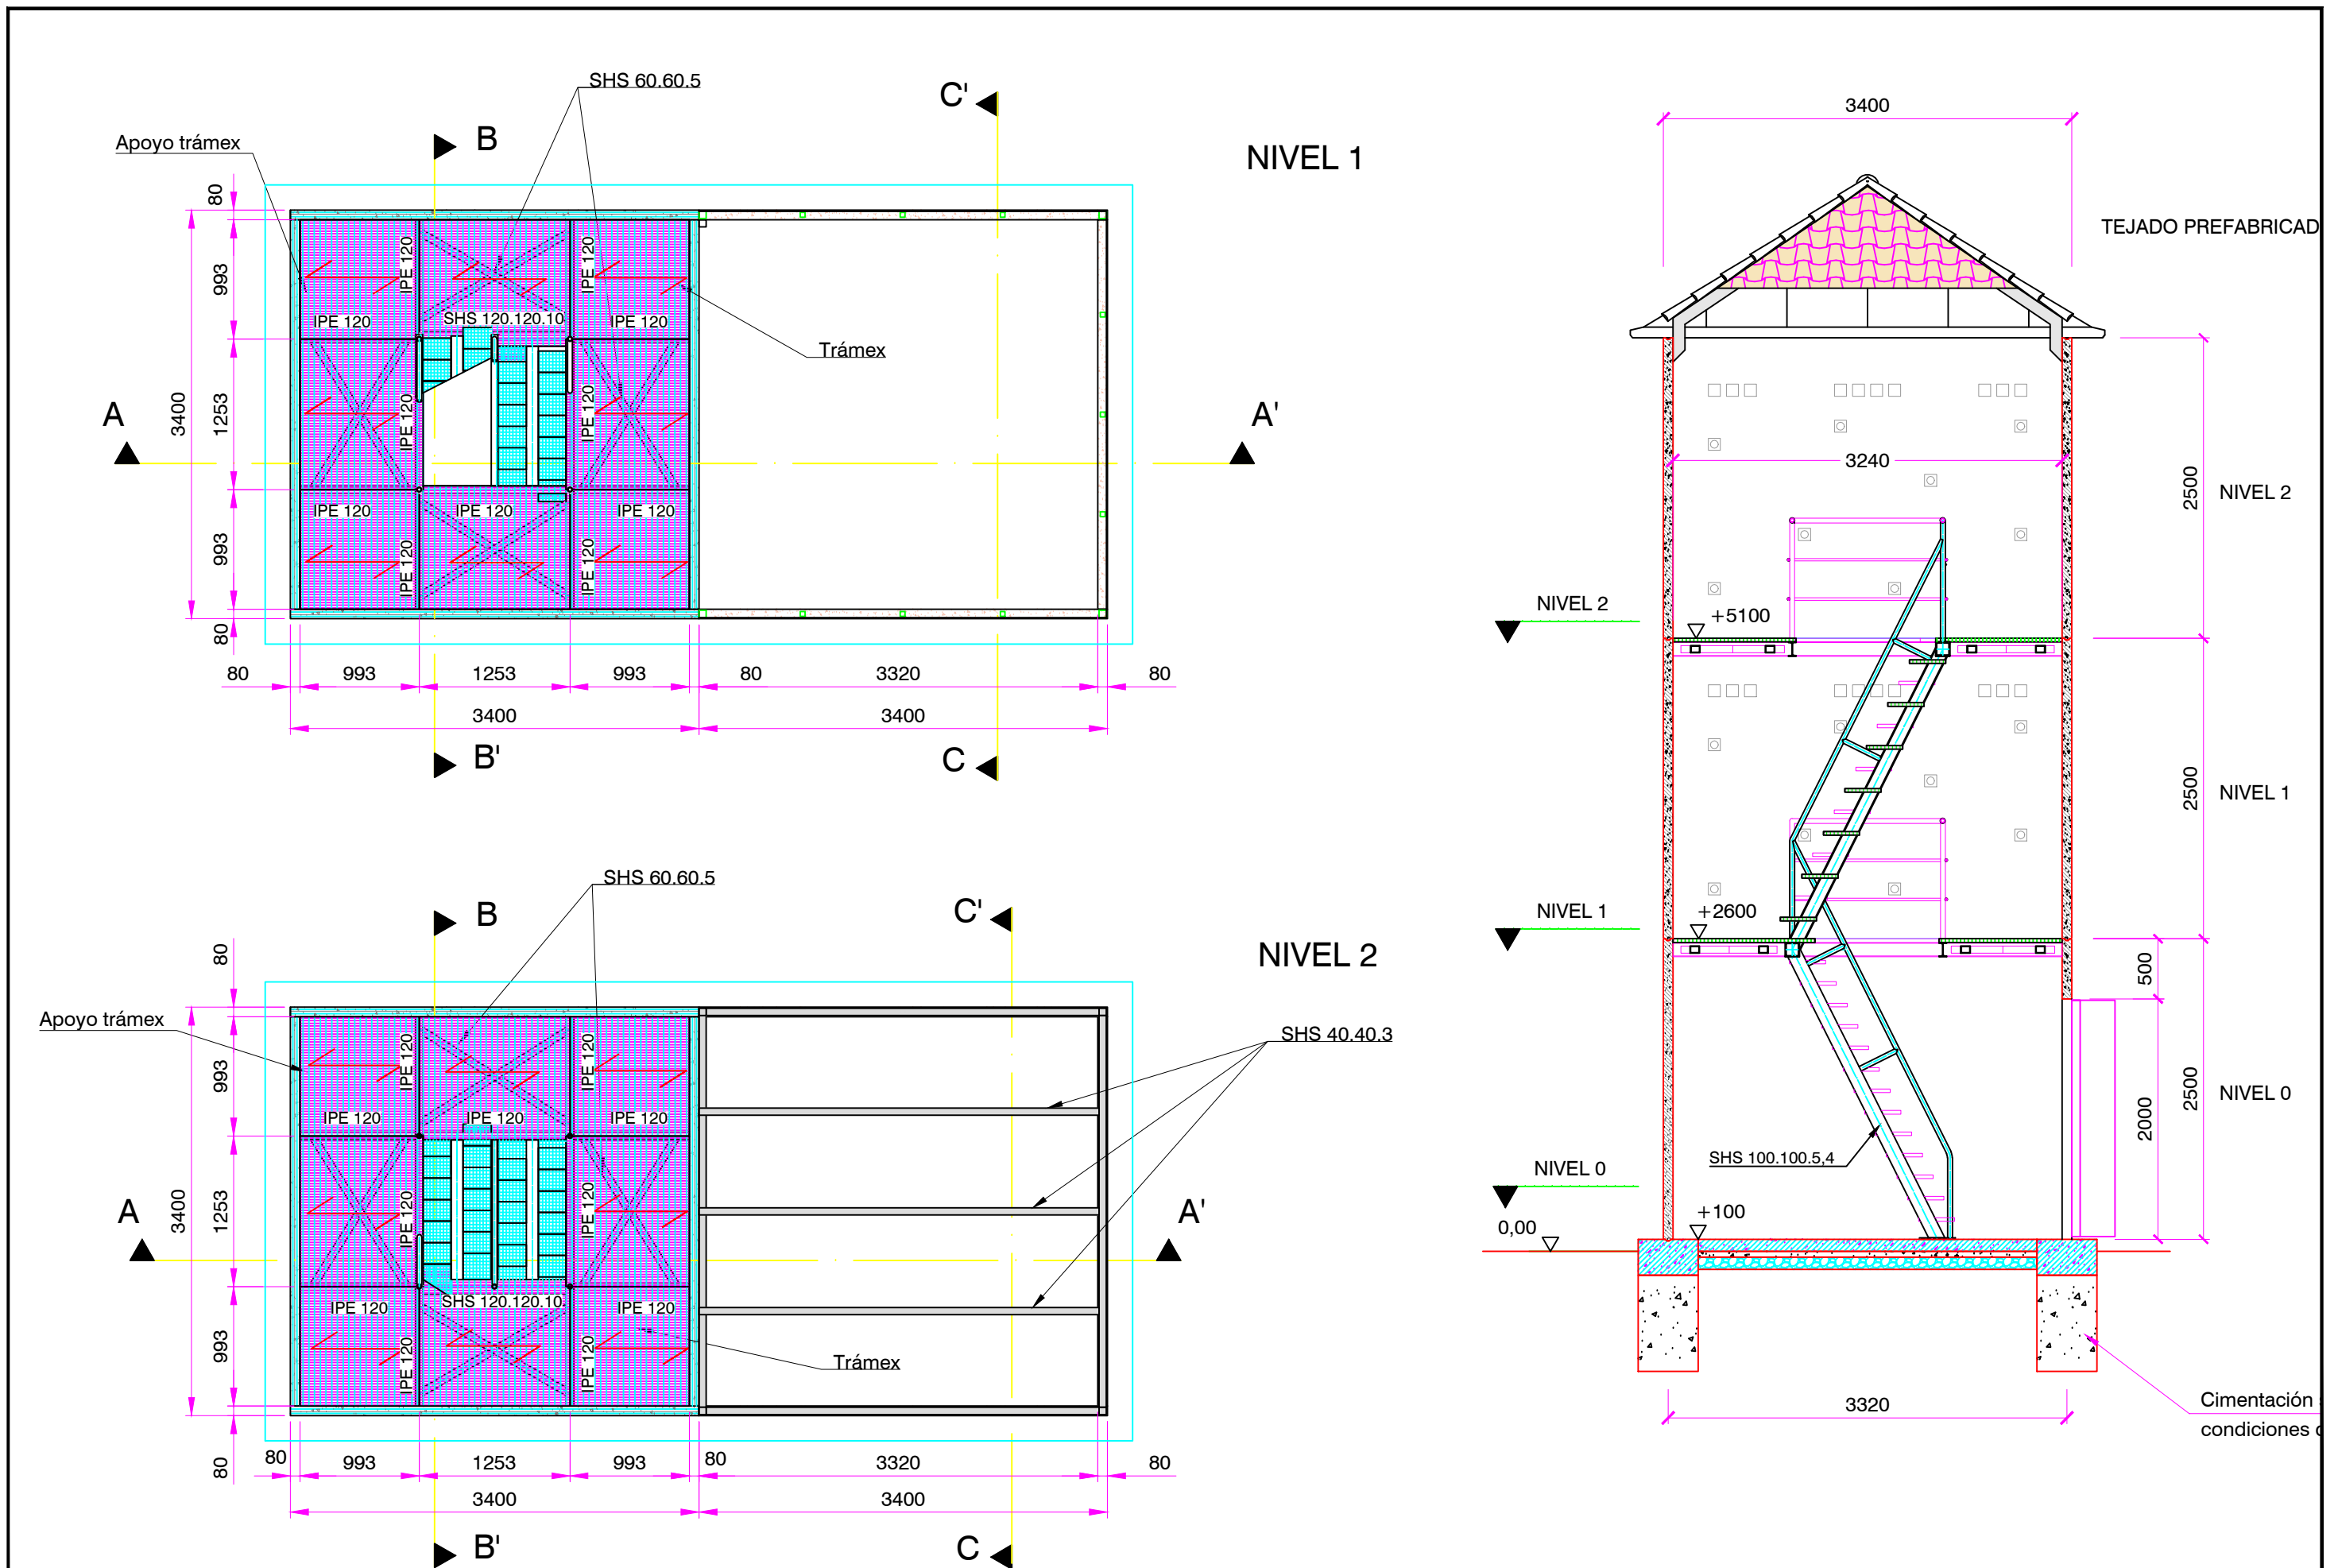 SHS 60.60.5
C'
B
Apoyo trámex
NIVEL 1
80
993
1253
993
80
3400
IPE 120
IPE 120
IPE 120
SHS 120.120.10
IPE 120
Trámex
IPE 120
IPE 120
A
A'
IPE 120
IPE 120
IPE 120
IPE 120
IPE 120
80
993
1253
993
80
3320
80
3400
3400
B'
C
SHS 60.60.5
B
C'
NIVEL 2
Apoyo trámex
SHS 40.40.3
80
993
1253
993
80
3400
IPE 120
IPE 120
IPE 120
IPE 120
IPE 120
IPE 120
IPE 120
A
A'
IPE 120
SHS 120.120.10
IPE 120
IPE 120
IPE 120
Trámex
80
993
1253
993
80
3320
80
3400
3400
B'
C
3400
TEJADO PREFABRICAD
3240
2500
NIVEL 2
NIVEL 2
+5100
2500
NIVEL 1
NIVEL 1
+2600
500
2000
2500
NIVEL 0
SHS 100.100.5,4
NIVEL 0
0,00
+100
3320
Cimentación
condiciones